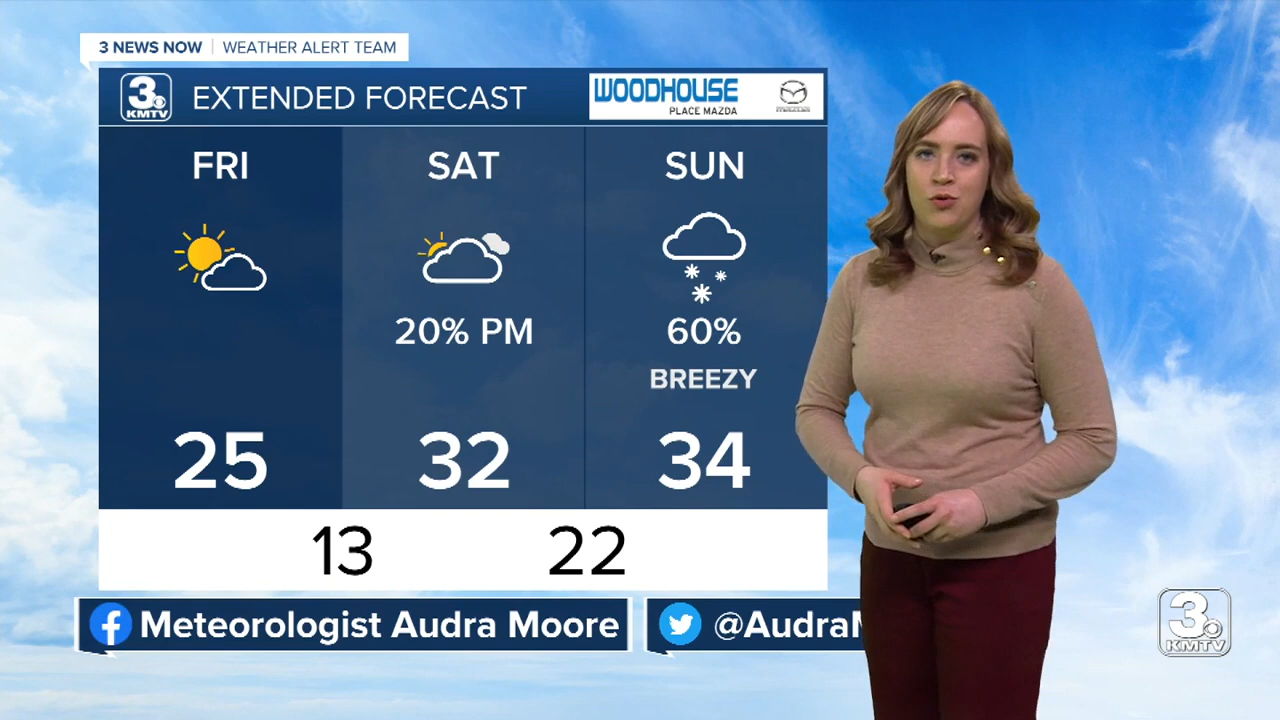 3 NEWS NOW | WEATHER ALERT TEAM
3 KMTV
EXTENDED FORECAST
WOODHOUSE
PLACE MAZDA
FRI SAT SUN
20% PM 60%
BREEZY
25 32 34
13 22
Meteorologist Audra Moore @AudraM
3 KMTV